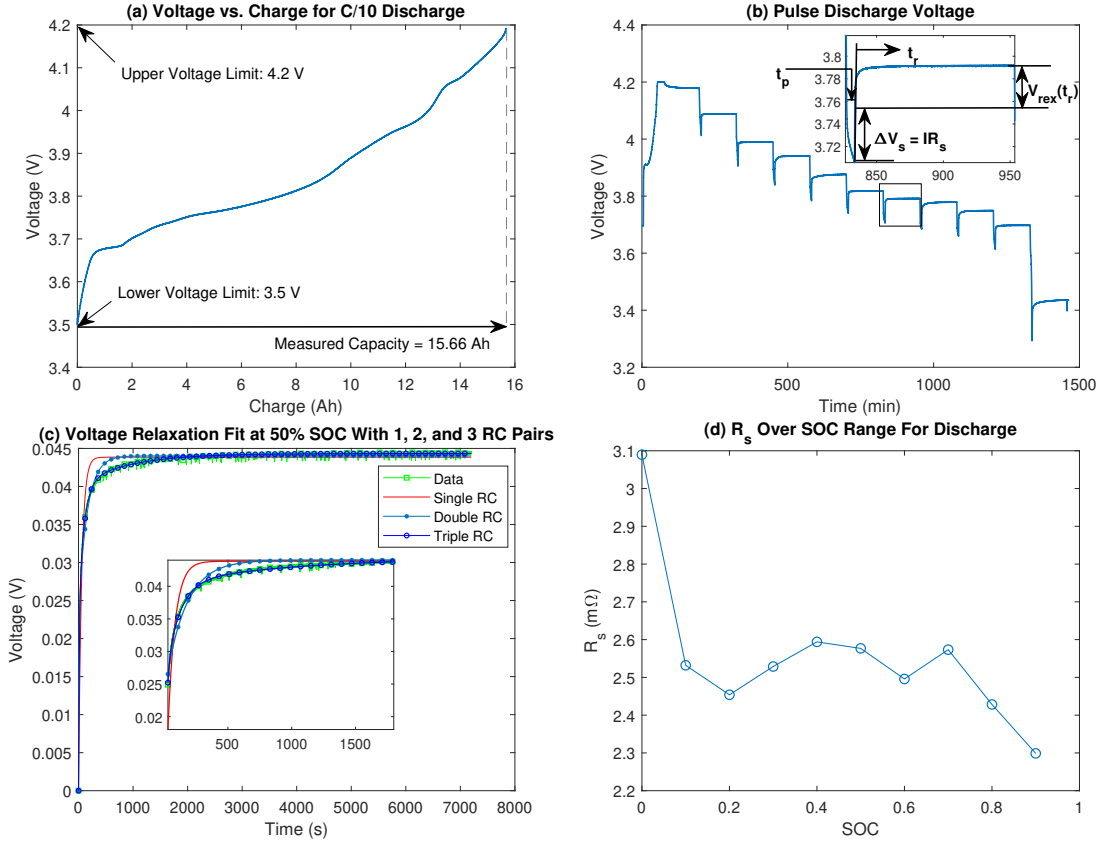 (a) Voltage vs. Charge for C/10 Discharge
4.2
4.1
4
3.9
3.8
3.7
3.6
3.5
3.4
Voltage (V)
Upper Voltage Limit: 4.2 V
Lower Voltage Limit: 3.5 V
Measured Capacity = 15.66 Ah
0 2 4 6 8 10 12 14 16
Charge (Ah)
(b) Pulse Discharge Voltage
4.4
4.2
4
3.8
3.6
3.4
3.2
Voltage (V)
3.8
3.78
3.76
3.74
3.72
850 900 950
tp
tr
Vrex(tr)
ΔVs = IRs
0 500 1000 1500
Time (min)
(c) Voltage Relaxation Fit at 50% SOC With 1, 2, and 3 RC Pairs
0.045
0.04
0.035
0.03
0.025
0.02
0.015
0.01
0.005
0
Voltage (V)
Data
Single RC
Double RC
Triple RC
0.04
0.035
0.03
0.025
0.02
500 1000 1500
0 1000 2000 3000 4000 5000 6000 7000 8000
Time (s)
(d) Rs Over SOC Range For Discharge
3.1
3
2.9
2.8
2.7
2.6
2.5
2.4
2.3
2.2
Rs (mΩ)
0 0.2 0.4 0.6 0.8 1
SOC